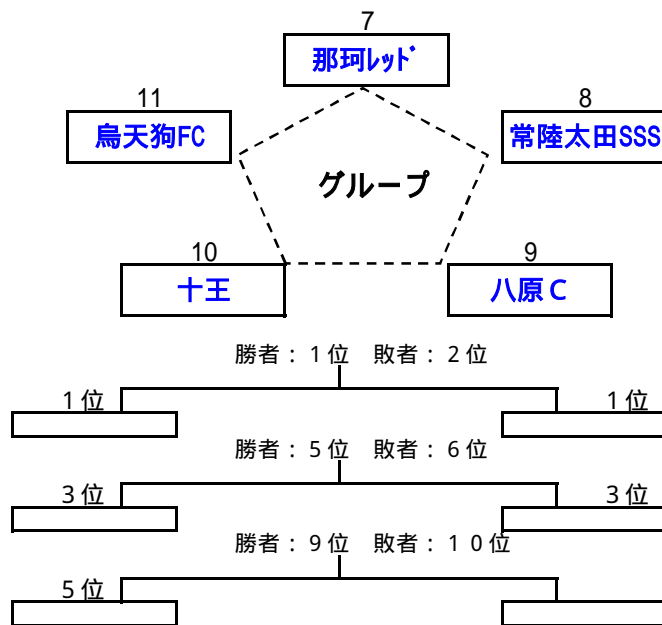 7
那珂ﾚｯﾄﾞ
11
烏天狗FC
8
常陸太田SSS
グループ
10
十王
9
八原Ｃ
勝者：１位　敗者：２位
１位
１位
勝者：５位　敗者：６位
３位
３位
勝者：９位　敗者：１０位
５位